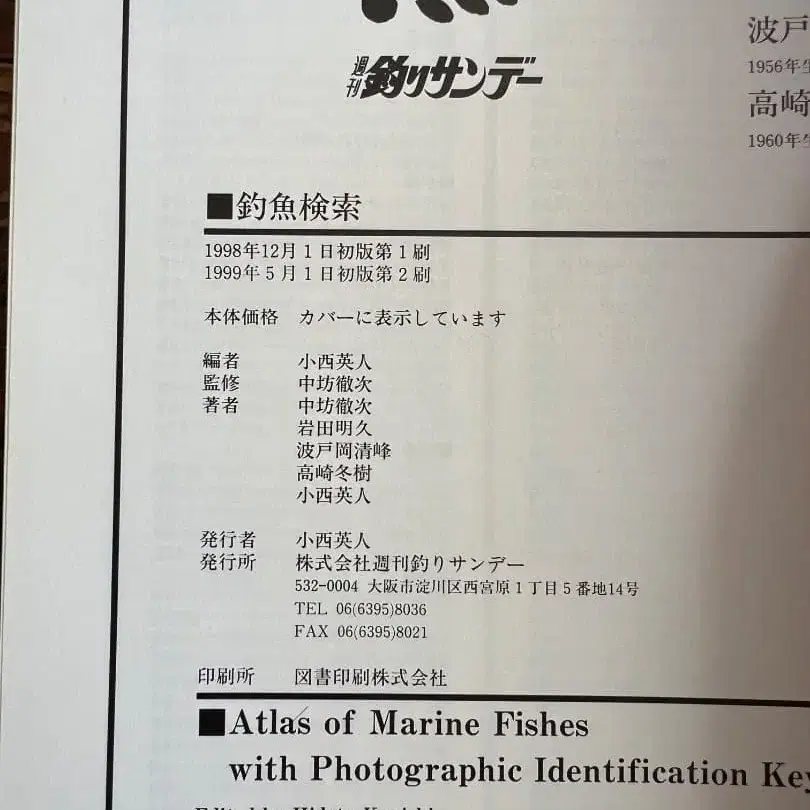 週刊釣りサンデー
波戸
1956年生
高崎
1960年生
■釣魚検索
1998年12月1日初版第1刷
1999年5月1日初版第2刷
本体価格 カバーに表示しています
編者 小西英人
監修 中坊徹次
著者 中坊徹次
岩田明久
波戸岡清峰
高崎冬樹
小西英人
発行者 小西英人
発行所 株式会社週刊釣りサンデー
532-0004 大阪市淀川区西宮原1丁目5番地14号
TEL 06(6395)8036
FAX 06(6395)8021
印刷所 図書印刷株式会社
■Atlas of Marine Fishes
with Photographic Identification Key